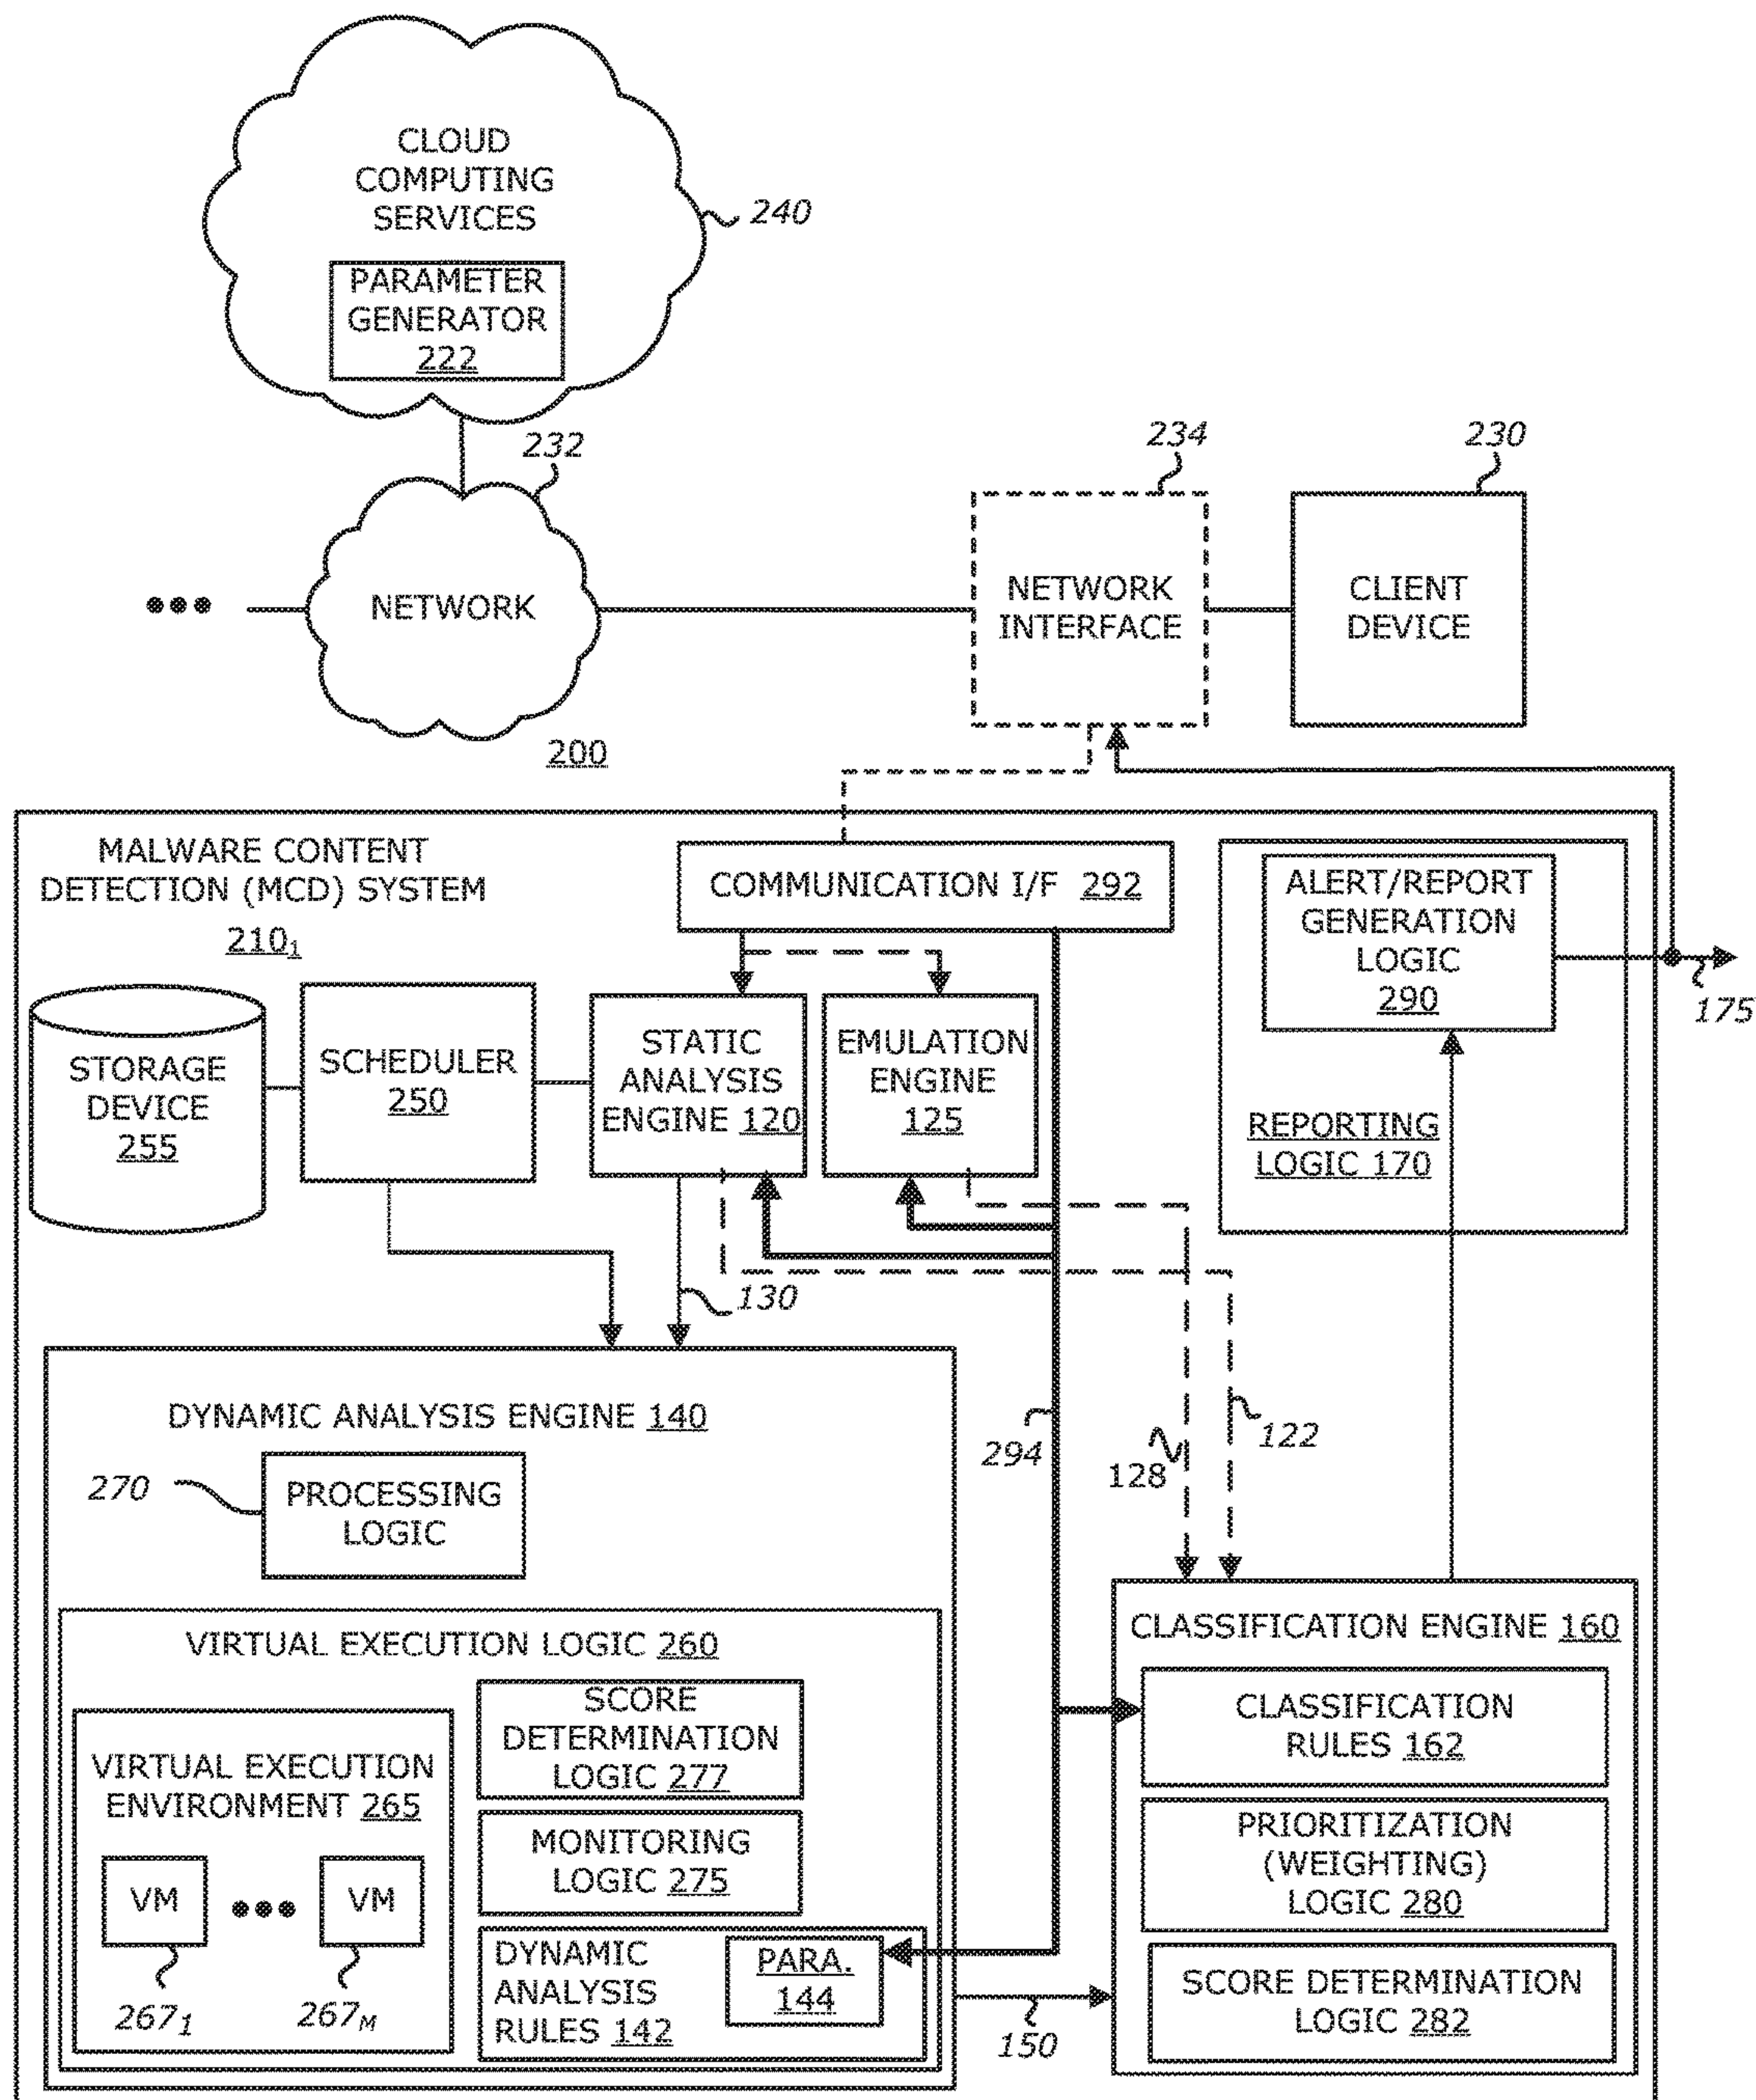 CLOUD
COMPUTING
SERVICES
240
PARAMETER
GENERATOR
222
232
234
230
NETWORK
NETWORK
INTERFACE
CLIENT
DEVICE
200
MALWARE CONTENT
DETECTION (MCD) SYSTEM
210₁
COMMUNICATION I/F 292
ALERT/REPORT
GENERATION
LOGIC
290
175
REPORTING
LOGIC 170
STORAGE
DEVICE
255
SCHEDULER
250
STATIC
ANALYSIS
ENGINE 120
EMULATION
ENGINE
125
130
294
128
122
DYNAMIC ANALYSIS ENGINE 140
270
PROCESSING
LOGIC
VIRTUAL EXECUTION LOGIC 260
VIRTUAL EXECUTION
ENVIRONMENT 265
VM
VM
267₁
267M
SCORE
DETERMINATION
LOGIC 277
MONITORING
LOGIC 275
DYNAMIC
ANALYSIS
RULES 142
PARA.
144
150
CLASSIFICATION ENGINE 160
CLASSIFICATION
RULES 162
PRIORITIZATION
(WEIGHTING)
LOGIC 280
SCORE DETERMINATION
LOGIC 282